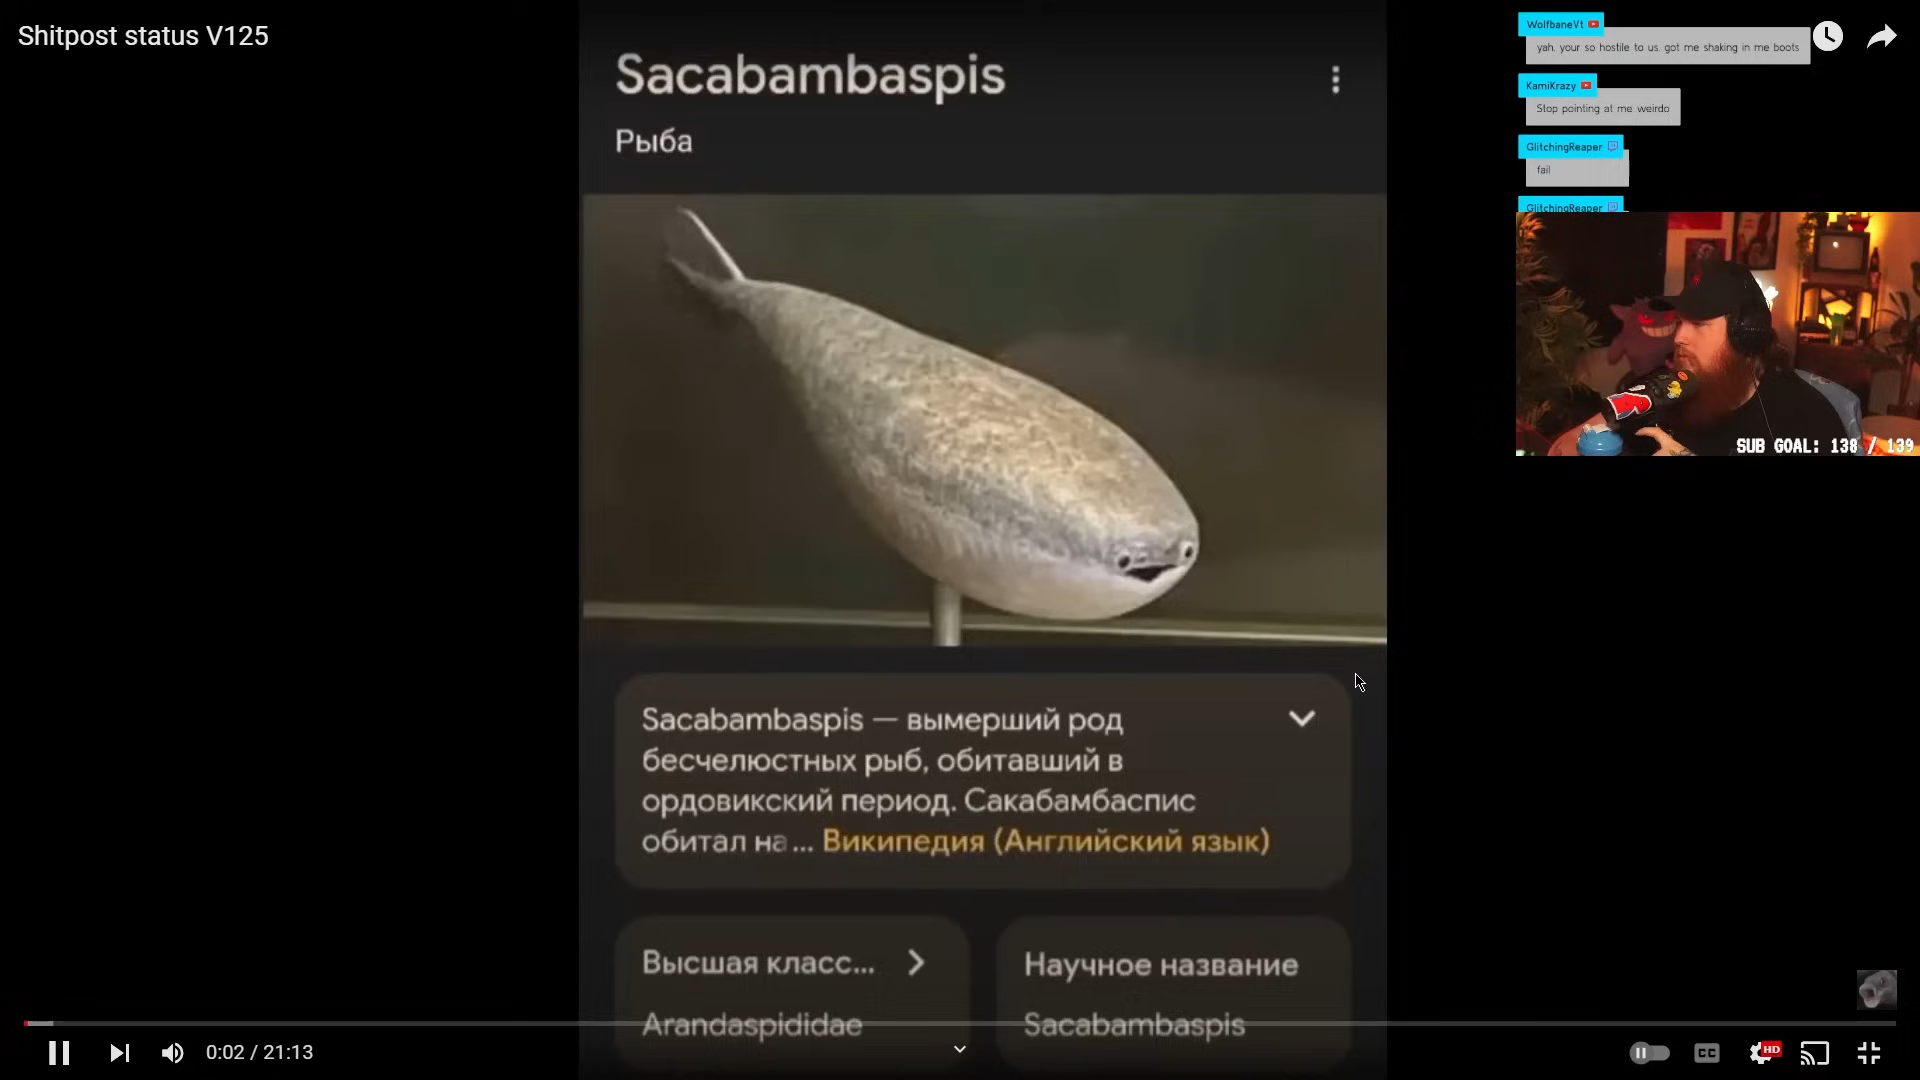 Shitpost status V125
Sacabambaspis
Рыба
Sacabambaspis — вымерший род
бесчелюстных рыб, обитавший в
ордовикский период. Сакабамбаспис
обитал на... Википедия (Английский язык)
Высшая класс...
Arandaspididae
Научное название
Sacabambaspis
WolfbaneVt
yah. your so hostile to us. got me shaking in me boots
KamiKrazy
Stop pointing at me weirdo
GlitchingReaper
fail
GlitchingReaper
SUB GOAL: 138 / 139
0:02 / 21:13
CC
HD